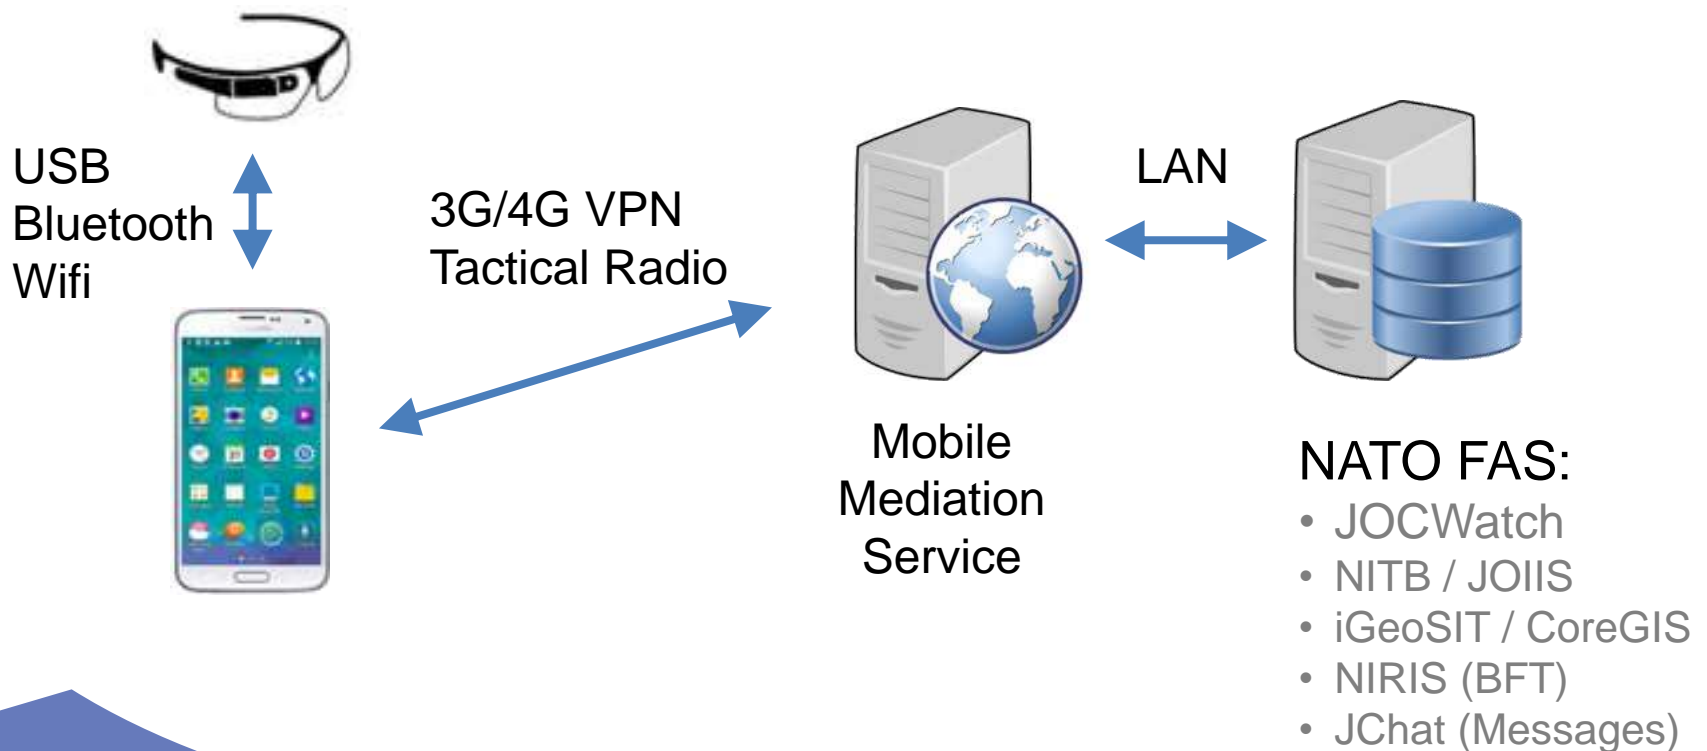 USB
Bluetooth
Wifi
3G/4G VPN
Tactical Radio
LAN
Mobile
Mediation
Service
NATO FAS:
• JOCWatch
• NITB / JOIIS
• iGeoSIT / CoreGIS
• NIRIS (BFT)
• JChat (Messages)